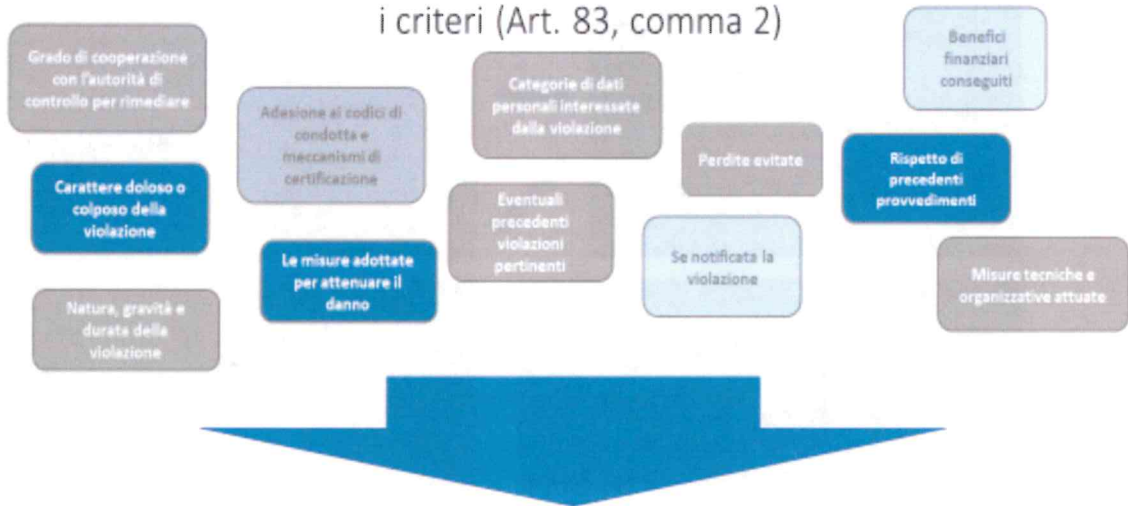 i criteri (Art. 83, comma 2)
Grado di cooperazione
con l'autorità di
controllo per rimediare
Adesione ai codici di
condotta e
meccanismi di
certificazione
Categorie di dati
personali interessate
dalla violazione
Benefici
finanziari
conseguiti
Carattere doloso o
colposo della
violazione
Perdite evitate
Rispetto di
precedenti
provvedimenti
Eventuali
precedenti
violazioni
pertinenti
Le misure adottate
per attenuare il
danno
Se notificata la
violazione
Misure tecniche e
organizzative attuate
Natura, gravità e
durata della
violazione